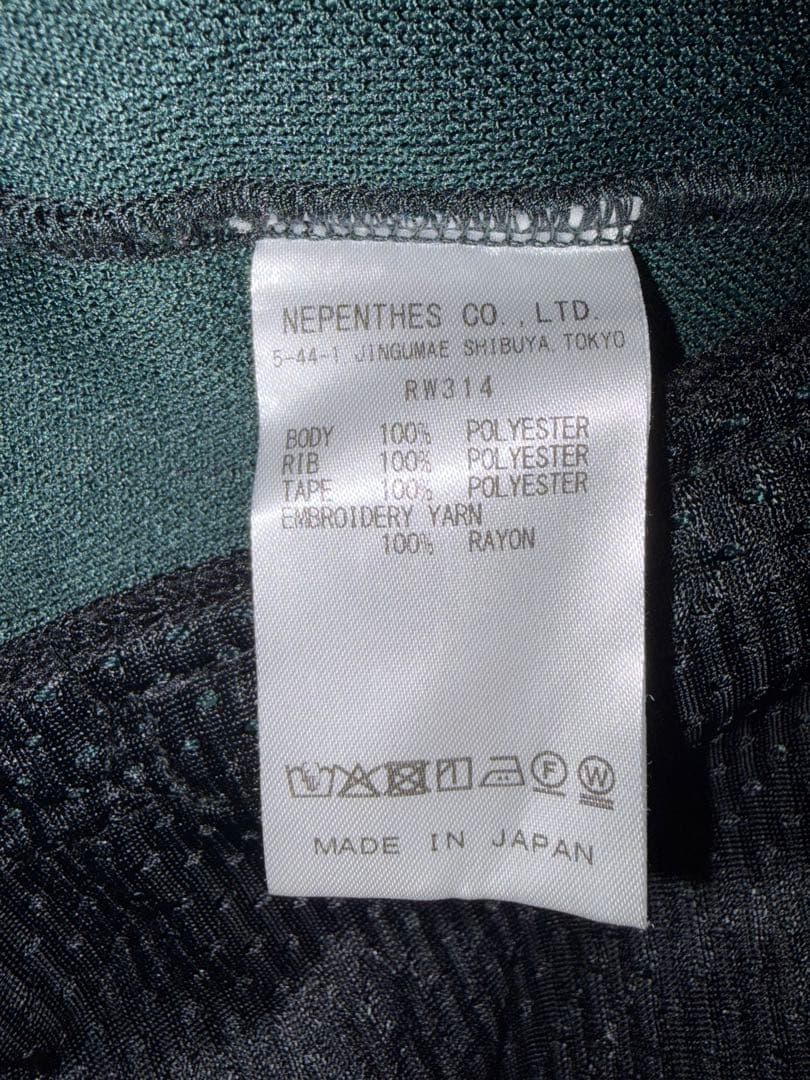 NEPENTHES CO.,LTD.
5-44-1 JINGUMAE SHIBUYA.TOKYO
RW314
BODY 100% POLYESTER
RIB 100% POLYESTER
TAPE 100% POLYESTER
EMBROIDERY YARN
100% RAYON
F W
MADE IN JAPAN